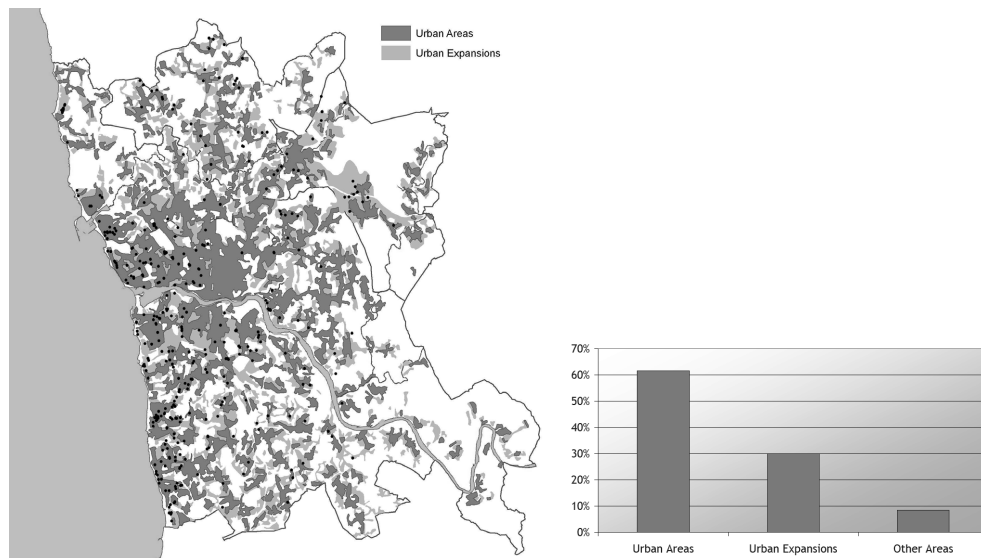 Urban Areas
Urban Expansions
70%
60%
50%
40%
30%
20%
10%
0%
Urban Areas
Urban Expansions
Other Areas